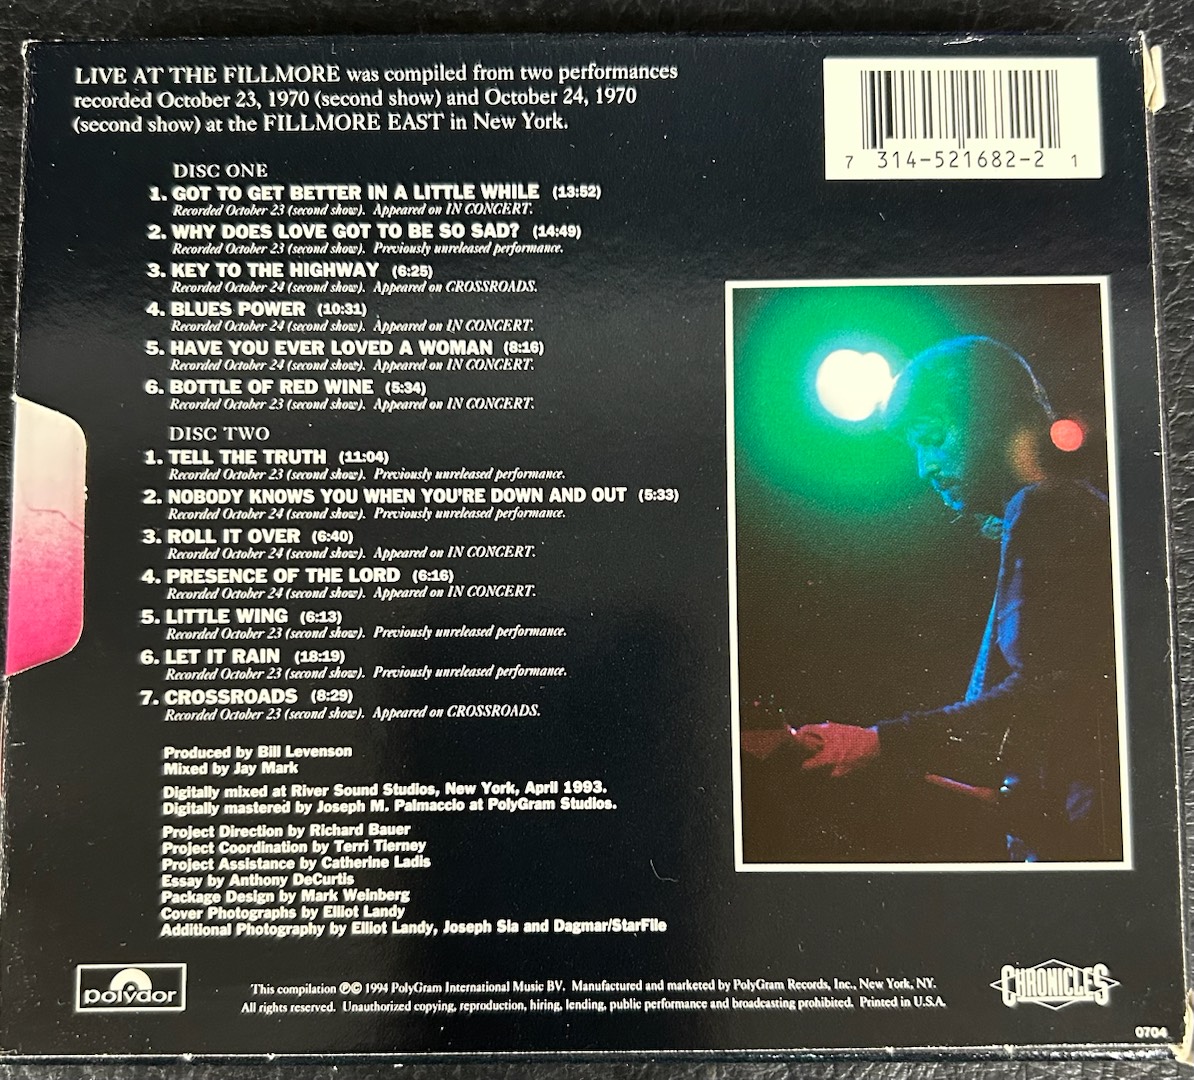 LIVE AT THE FILLMORE was compiled from two performances
recorded October 23, 1970 (second show) and October 24, 1970
(second show) at the FILLMORE EAST in New York.
7 314-521682-2 1
DISC ONE
1. GOT TO GET BETTER IN A LITTLE WHILE (13:52)
Recorded October 23 (second show). Appeared on IN CONCERT.
2. WHY DOES LOVE GOT TO BE SO SAD? (14:49)
Recorded October 23 (second show). Previously unreleased performance.
3. KEY TO THE HIGHWAY (6:25)
Recorded October 24 (second show). Appeared on CROSSROADS.
4. BLUES POWER (10:31)
Recorded October 24 (second show). Appeared on IN CONCERT.
5. HAVE YOU EVER LOVED A WOMAN (8:16)
Recorded October 24 (second show). Appeared on IN CONCERT.
6. BOTTLE OF RED WINE (5:34)
Recorded October 23 (second show). Appeared on IN CONCERT.
DISC TWO
1. TELL THE TRUTH (11:04)
Recorded October 23 (second show). Previously unreleased performance.
2. NOBODY KNOWS YOU WHEN YOU'RE DOWN AND OUT (5:33)
Recorded October 24 (second show). Previously unreleased performance.
3. ROLL IT OVER (6:40)
Recorded October 24 (second show). Appeared on IN CONCERT.
4. PRESENCE OF THE LORD (6:16)
Recorded October 24 (second show). Appeared on IN CONCERT.
5. LITTLE WING (6:13)
Recorded October 23 (second show). Previously unreleased performance.
6. LET IT RAIN (18:19)
Recorded October 23 (second show). Previously unreleased performance.
7. CROSSROADS (8:29)
Recorded October 23 (second show). Appeared on CROSSROADS.
Produced by Bill Levenson
Mixed by Jay Mark
Digitally mixed at River Sound Studios, New York, April 1993.
Digitally mastered by Joseph M. Palmaccio at PolyGram Studios.
Project Direction by Richard Bauer
Project Coordination by Terri Tierney
Project Assistance by Catherine Ladis
Essay by Anthony DeCurtis
Package Design by Mark Weinberg
Cover Photographs by Elliot Landy
Additional Photography by Elliot Landy, Joseph Sia and Dagmar/StarFile
polydor
This compilation ℗© 1994 PolyGram International Music BV. Manufactured and marketed by PolyGram Records, Inc., New York, NY.
All rights reserved. Unauthorized copying, reproduction, hiring, lending, public performance and broadcasting prohibited. Printed in U.S.A.
CHRONICLES
0704